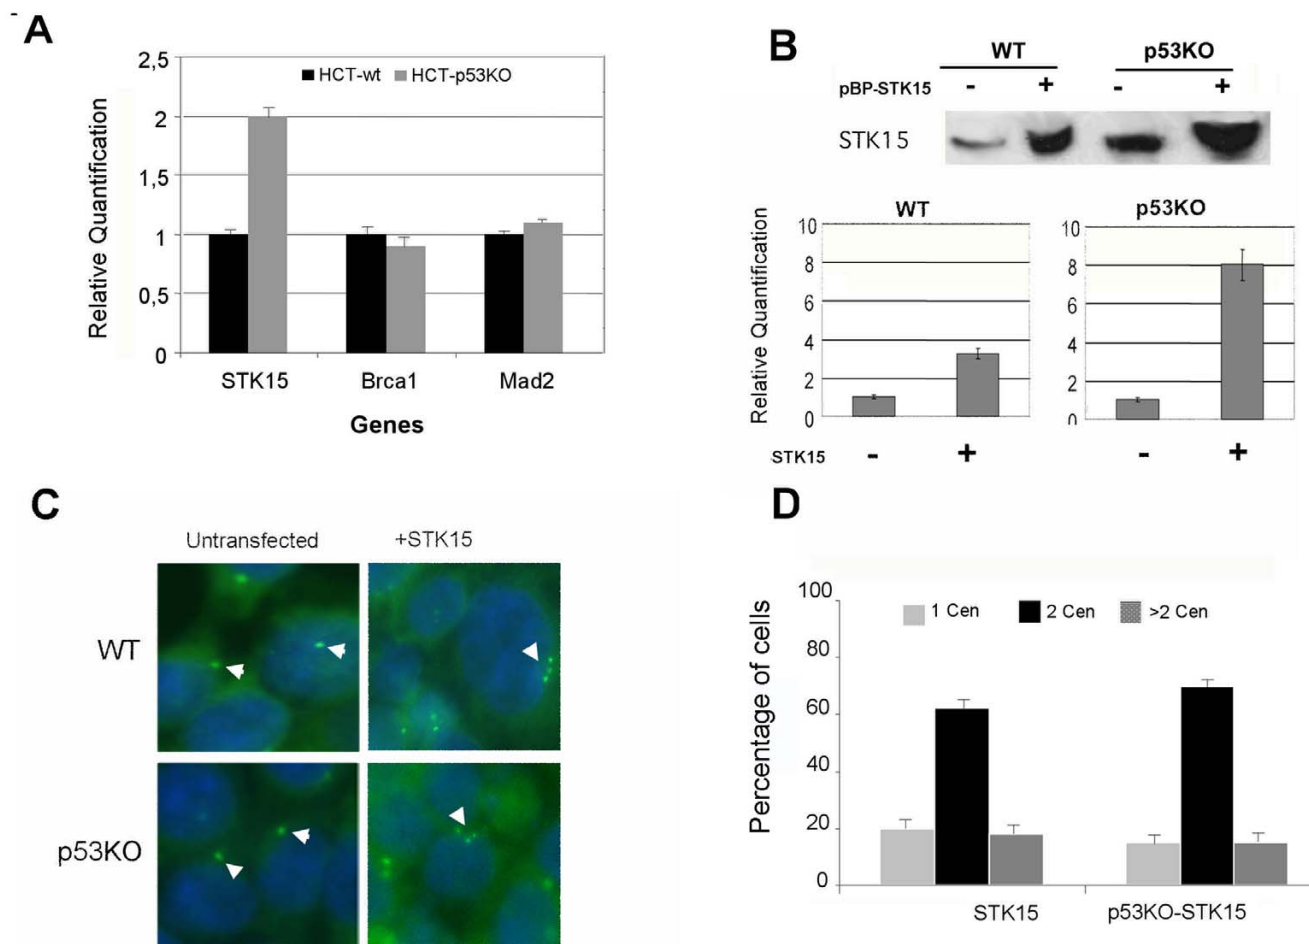 A
2,5
2
1,5
1
0,5
0
Relative Quantification
HCT-wt HCT-p53KO
STK15 Brca1 Mad2
Genes
B
WT p53KO
pBP-STK15 - + - +
STK15
WT
10
8
6
4
2
0
Relative Quantification
p53KO
10
8
6
4
2
0
STK15 - + - +
C
Untransfected +STK15
WT
p53KO
D
100
80
60
40
20
0
Percentage of cells
1 Cen 2 Cen >2 Cen
STK15 p53KO-STK15